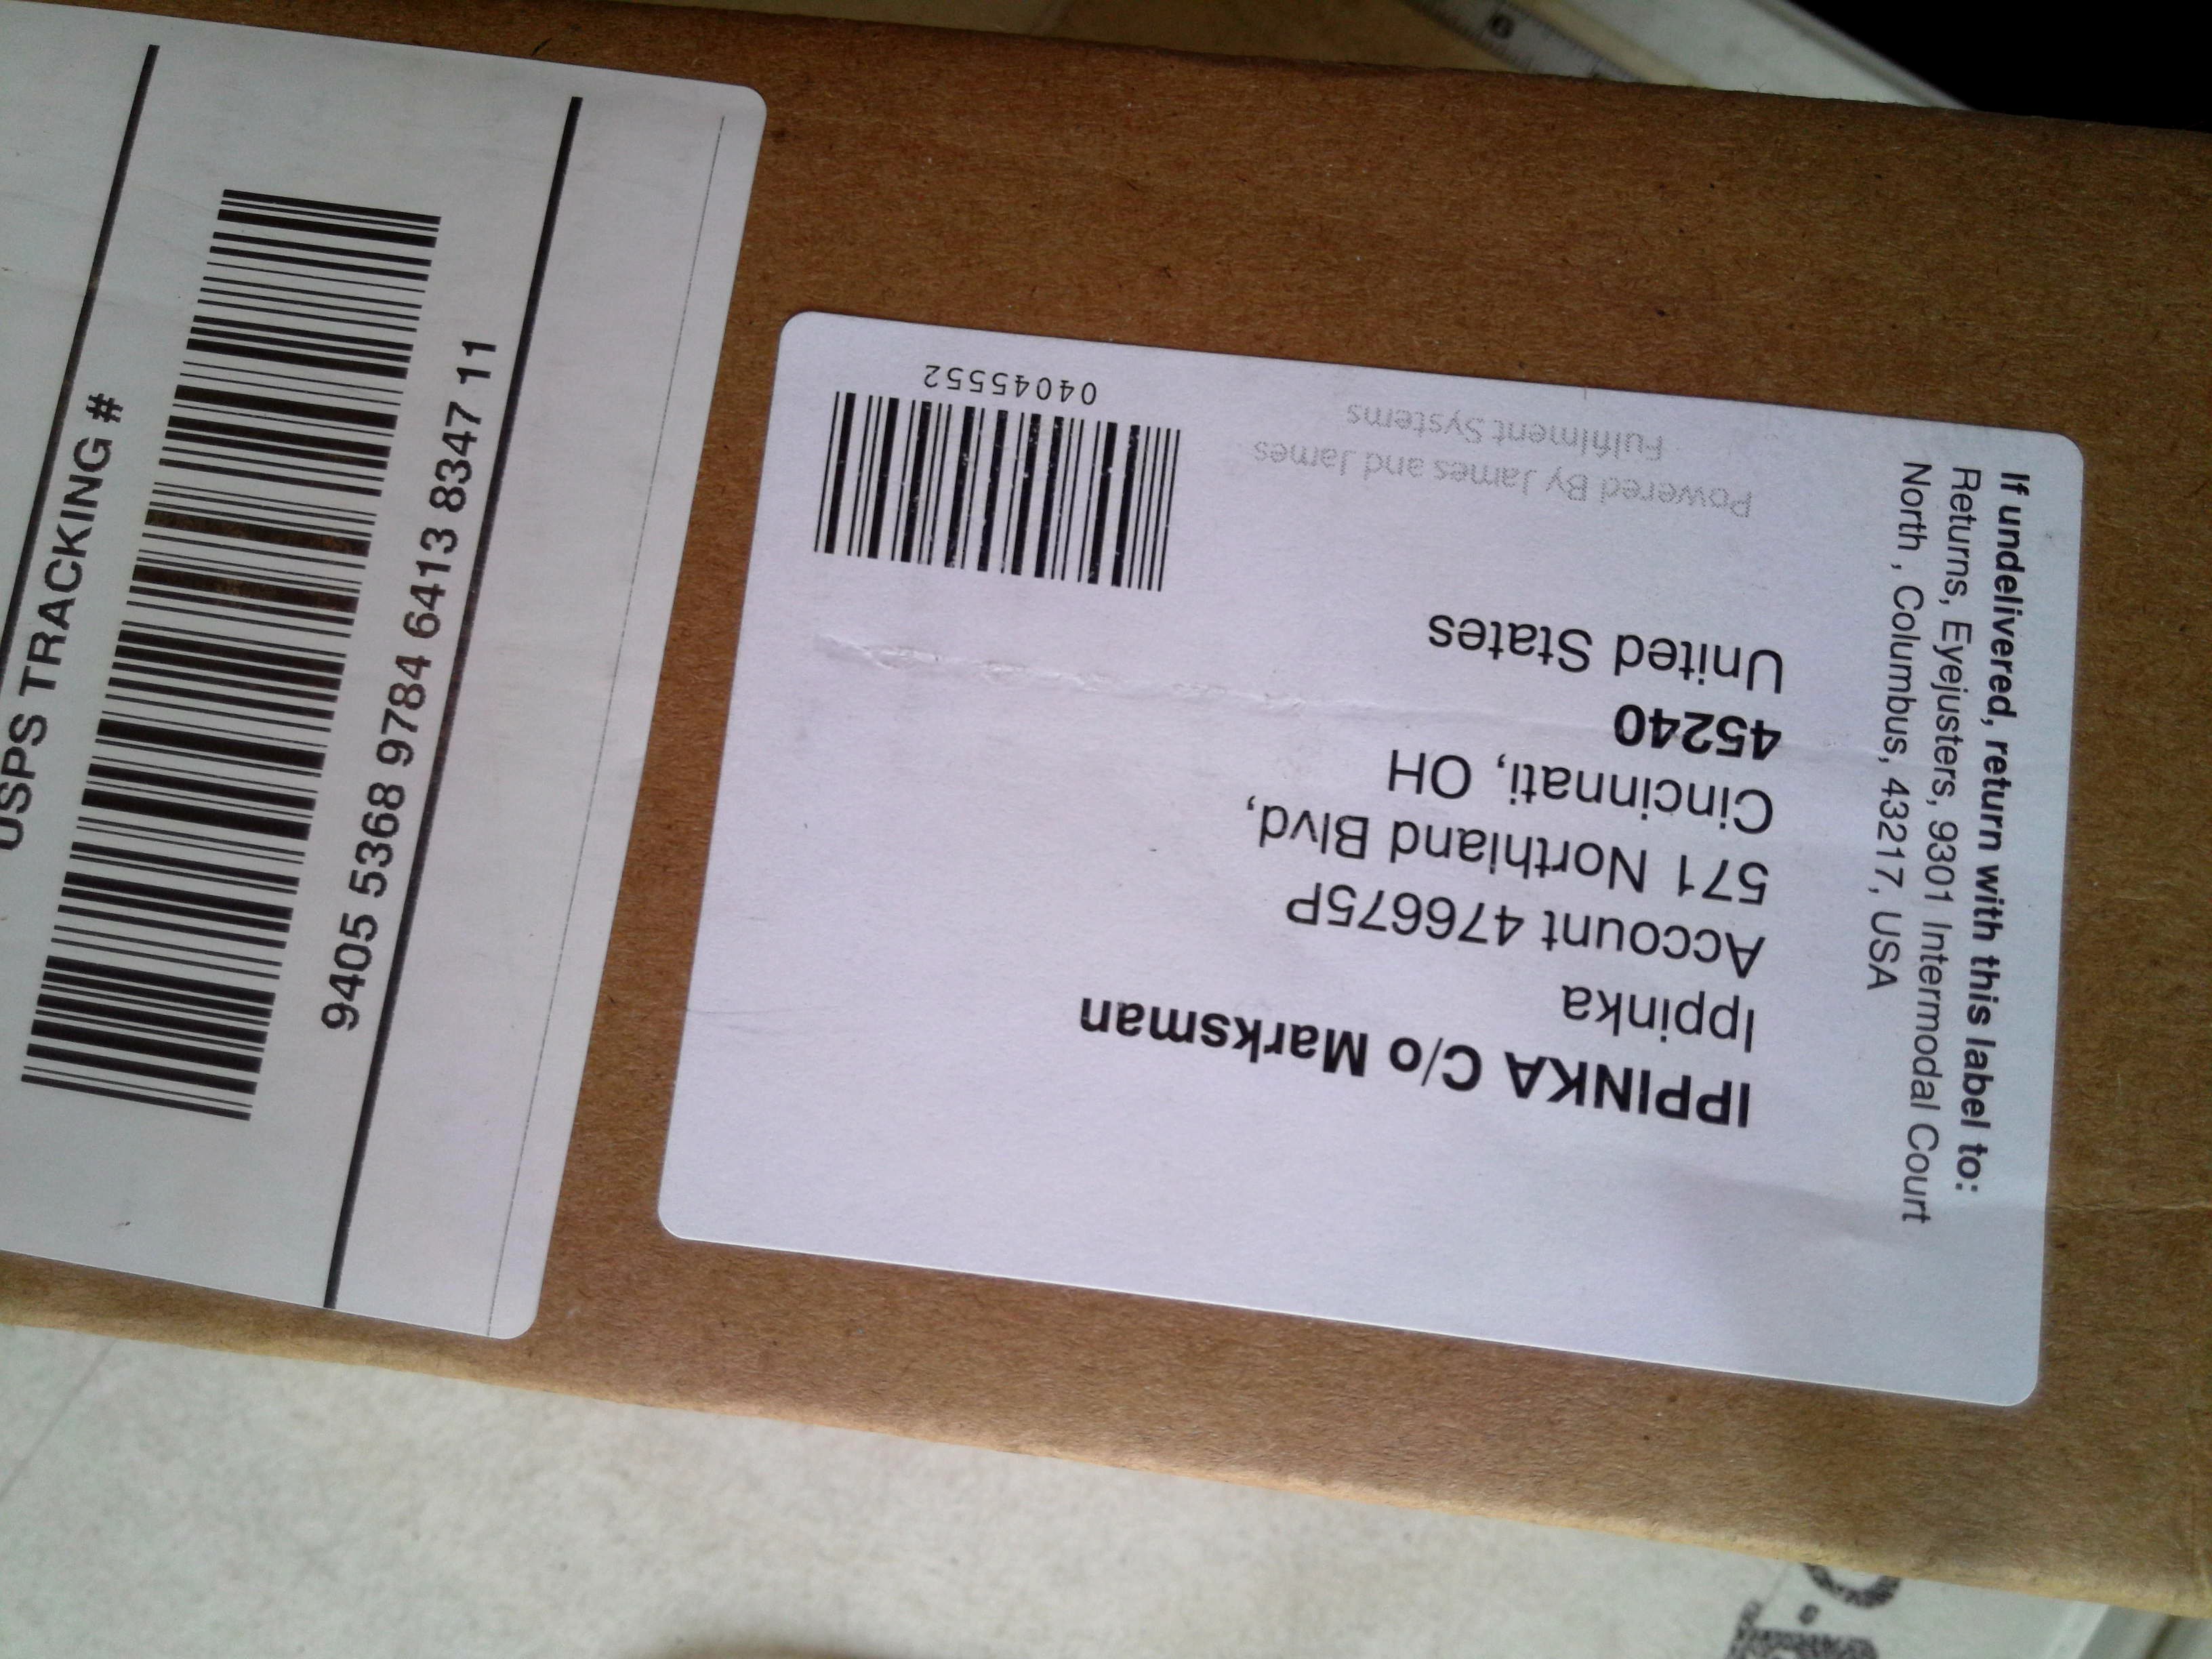 USPS TRACKING #
9405 5368 9784 6413 8347 11
IPPINKA C/o Marksman
Ippinka
Account 476675P
571 Northland Blvd,
Cincinnati, OH
45240
United States
Powered By James and James
Fulfilment Systems
04045552
If undelivered, return with this label to:
Returns, Eyejusters, 9301 Intermodal Court
North , Columbus, 43217, USA
6